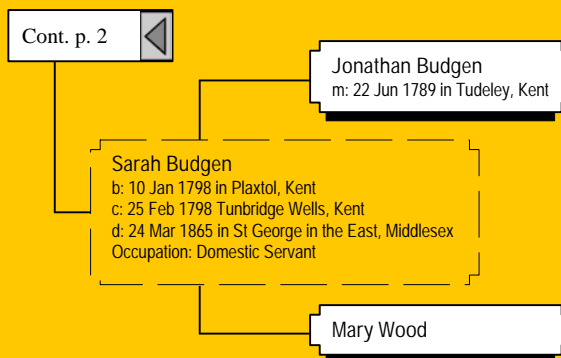 Cont. p. 2
Jonathan Budgen
m: 22 Jun 1789 in Tudeley, Kent
Sarah Budgen
b: 10 Jan 1798 in Plaxtol, Kent
c: 25 Feb 1798 Tunbridge Wells, Kent
d: 24 Mar 1865 in St George in the East, Middlesex
Occupation: Domestic Servant
Mary Wood